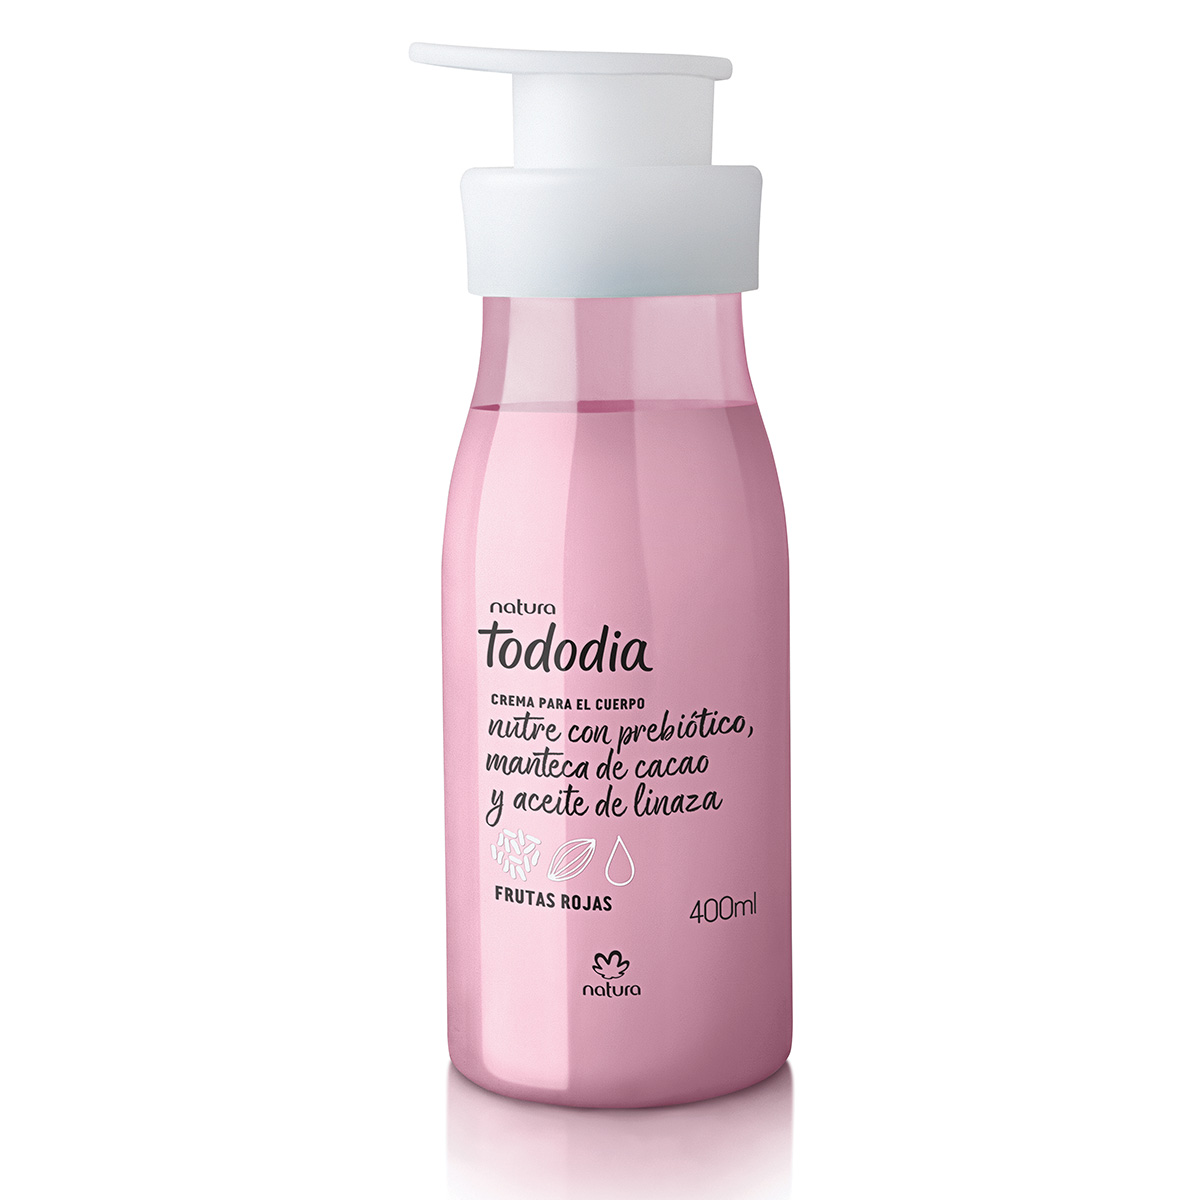 natura
tododia
CREMA PARA EL CUERPO
nutre con prebiótico,
manteca de cacao
y aceite de linaza
FRUTAS ROJAS
400ml
natura